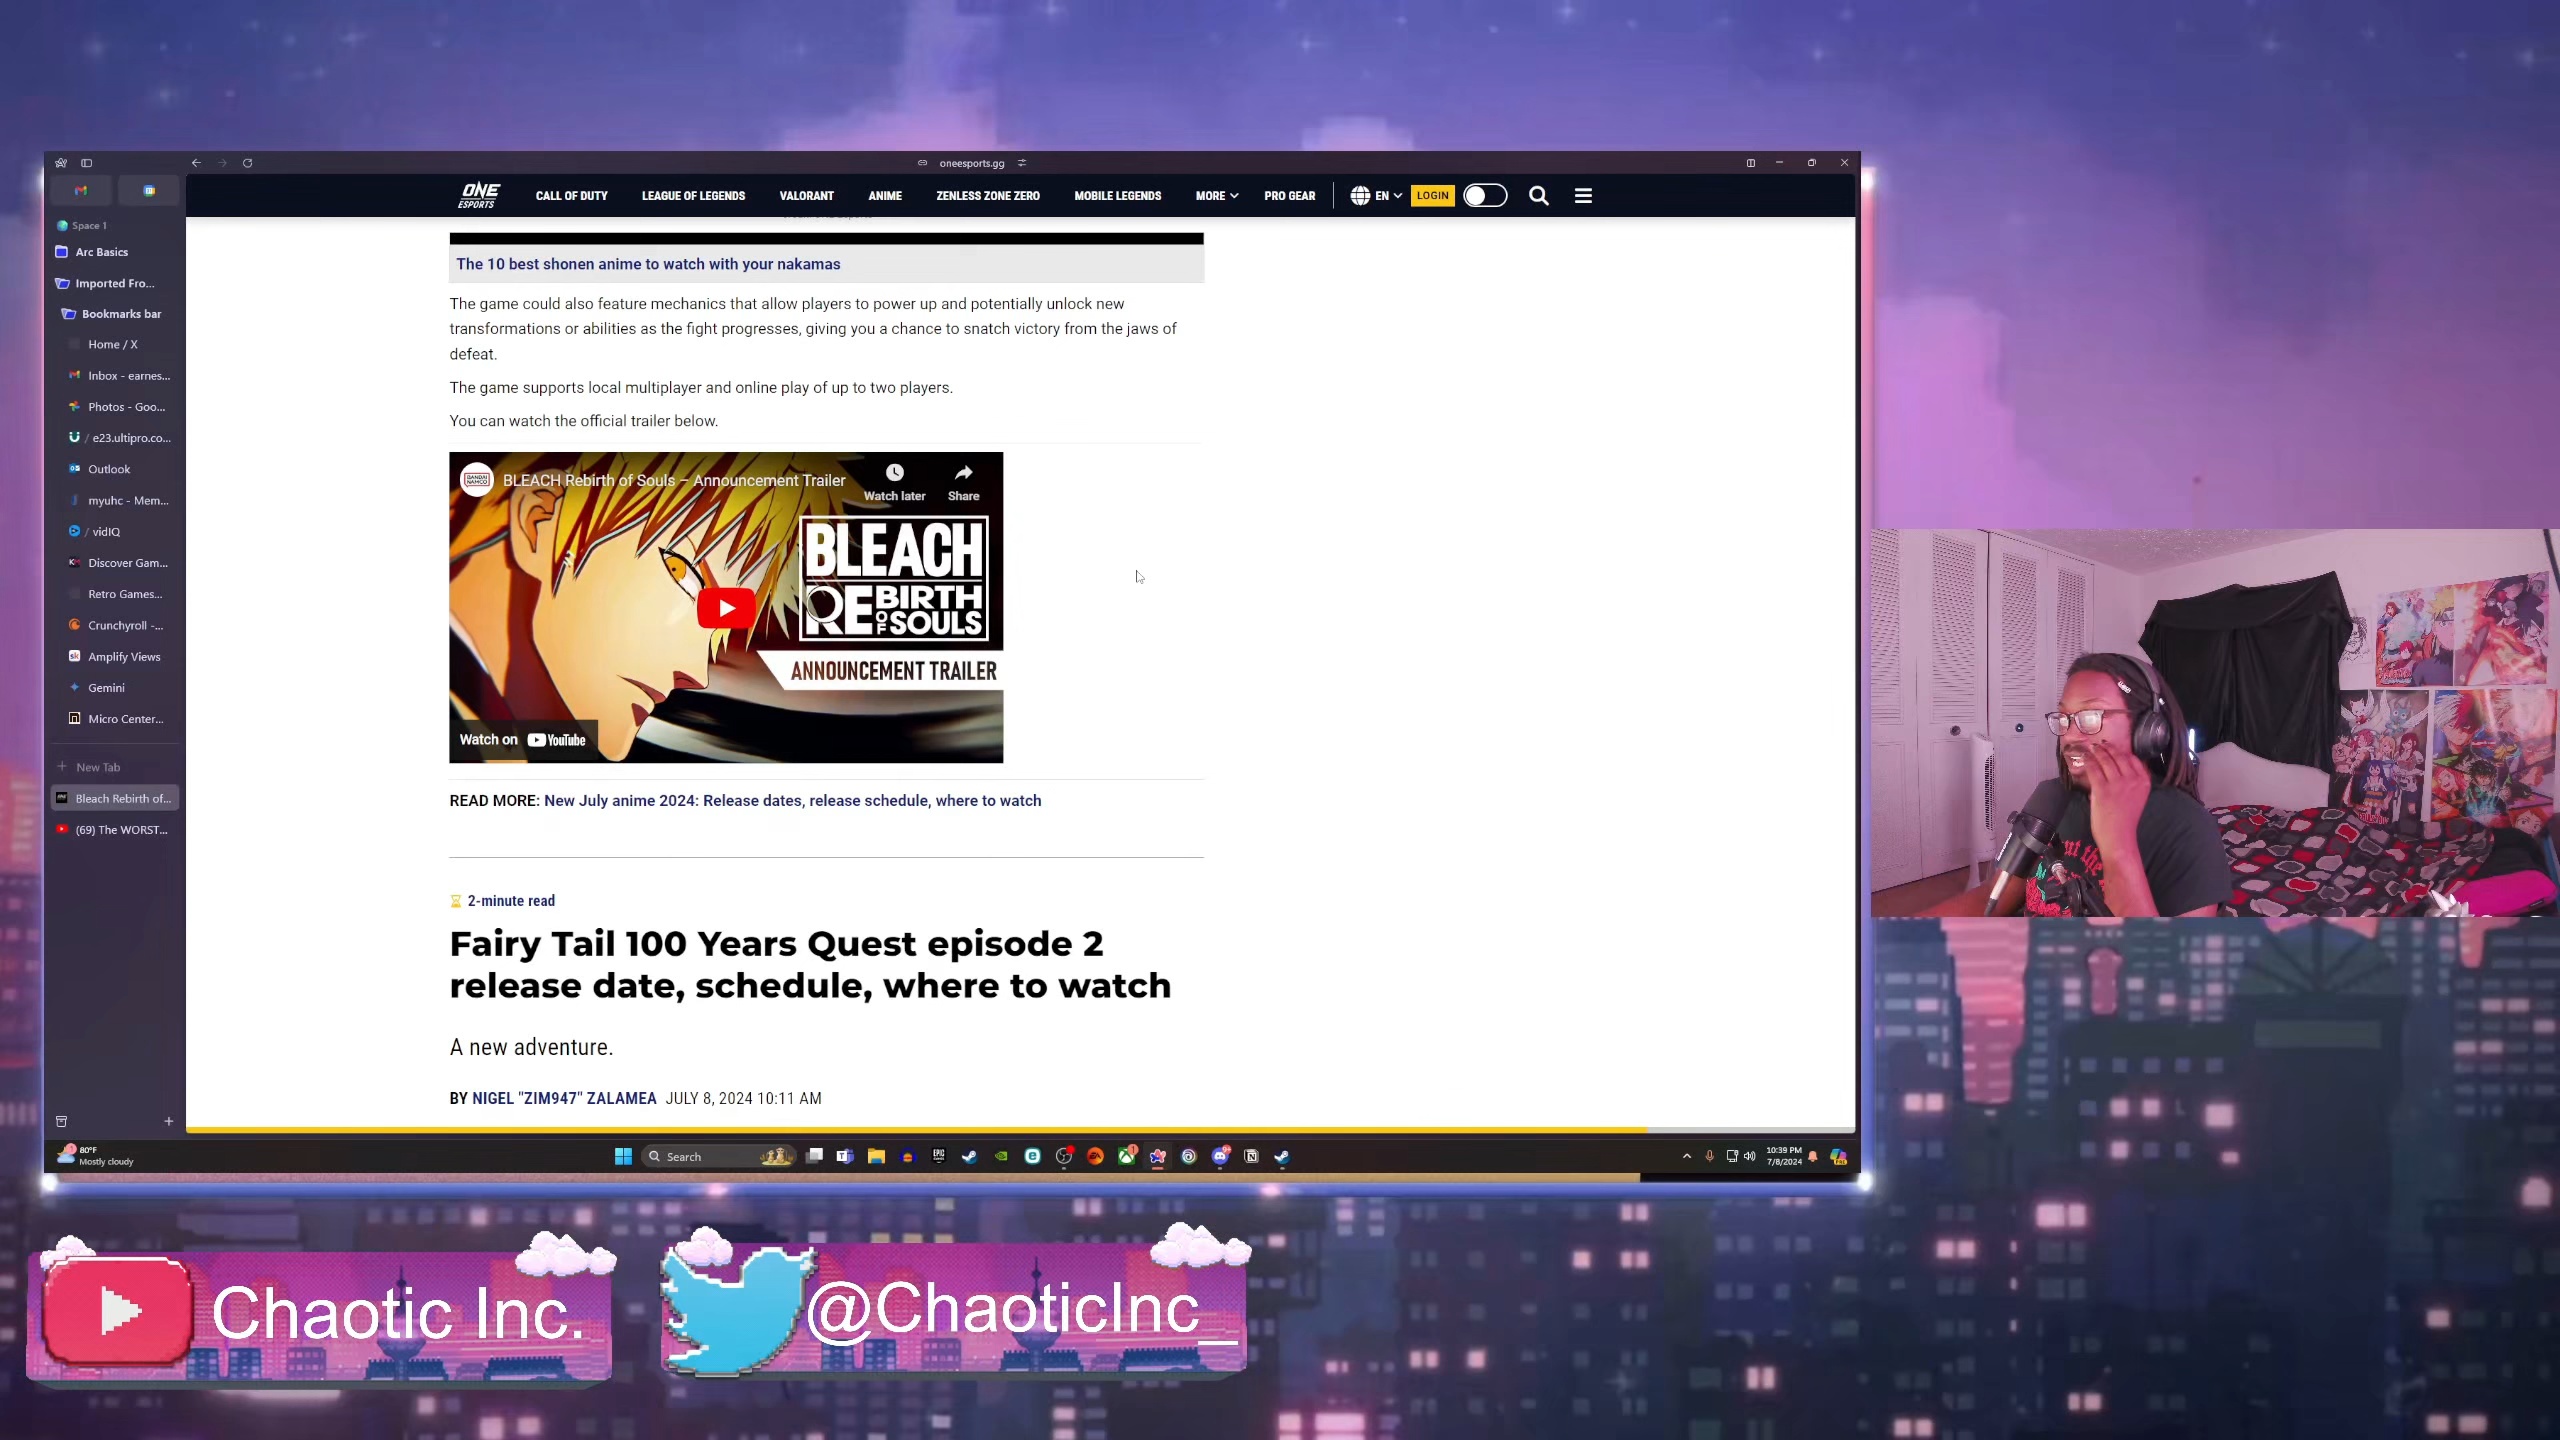 oneesports.gg
ONE ESPORTS
CALL OF DUTY
LEAGUE OF LEGENDS
VALORANT
ANIME
ZENLESS ZONE ZERO
MOBILE LEGENDS
MORE
PRO GEAR
EN
LOGIN
Space 1
Arc Basics
Imported Fro...
Bookmarks bar
Home / X
Inbox - earnes...
Photos - Goo...
/ e23.ultipro.co...
Outlook
myuhc - Mem...
/ vidIQ
Discover Gam...
Retro Games...
Crunchyroll -...
Amplify Views
Gemini
Micro Center...
New Tab
Bleach Rebirth of...
(69) The WORST...
The 10 best shonen anime to watch with your nakamas
The game could also feature mechanics that allow players to power up and potentially unlock new
transformations or abilities as the fight progresses, giving you a chance to snatch victory from the jaws of
defeat.
The game supports local multiplayer and online play of up to two players.
You can watch the official trailer below.
BANDAI NAMCO
BLEACH Rebirth of Souls – Announcement Trailer
Watch later
Share
BLEACH
REBIRTH
OF SOULS
ANNOUNCEMENT TRAILER
Watch on YouTube
READ MORE: New July anime 2024: Release dates, release schedule, where to watch
2-minute read
Fairy Tail 100 Years Quest episode 2
release date, schedule, where to watch
A new adventure.
BY NIGEL "ZIM947" ZALAMEA JULY 8, 2024 10:11 AM
80°F
Mostly cloudy
Search
10:39 PM
7/8/2024
Chaotic Inc.
@ChaoticInc_